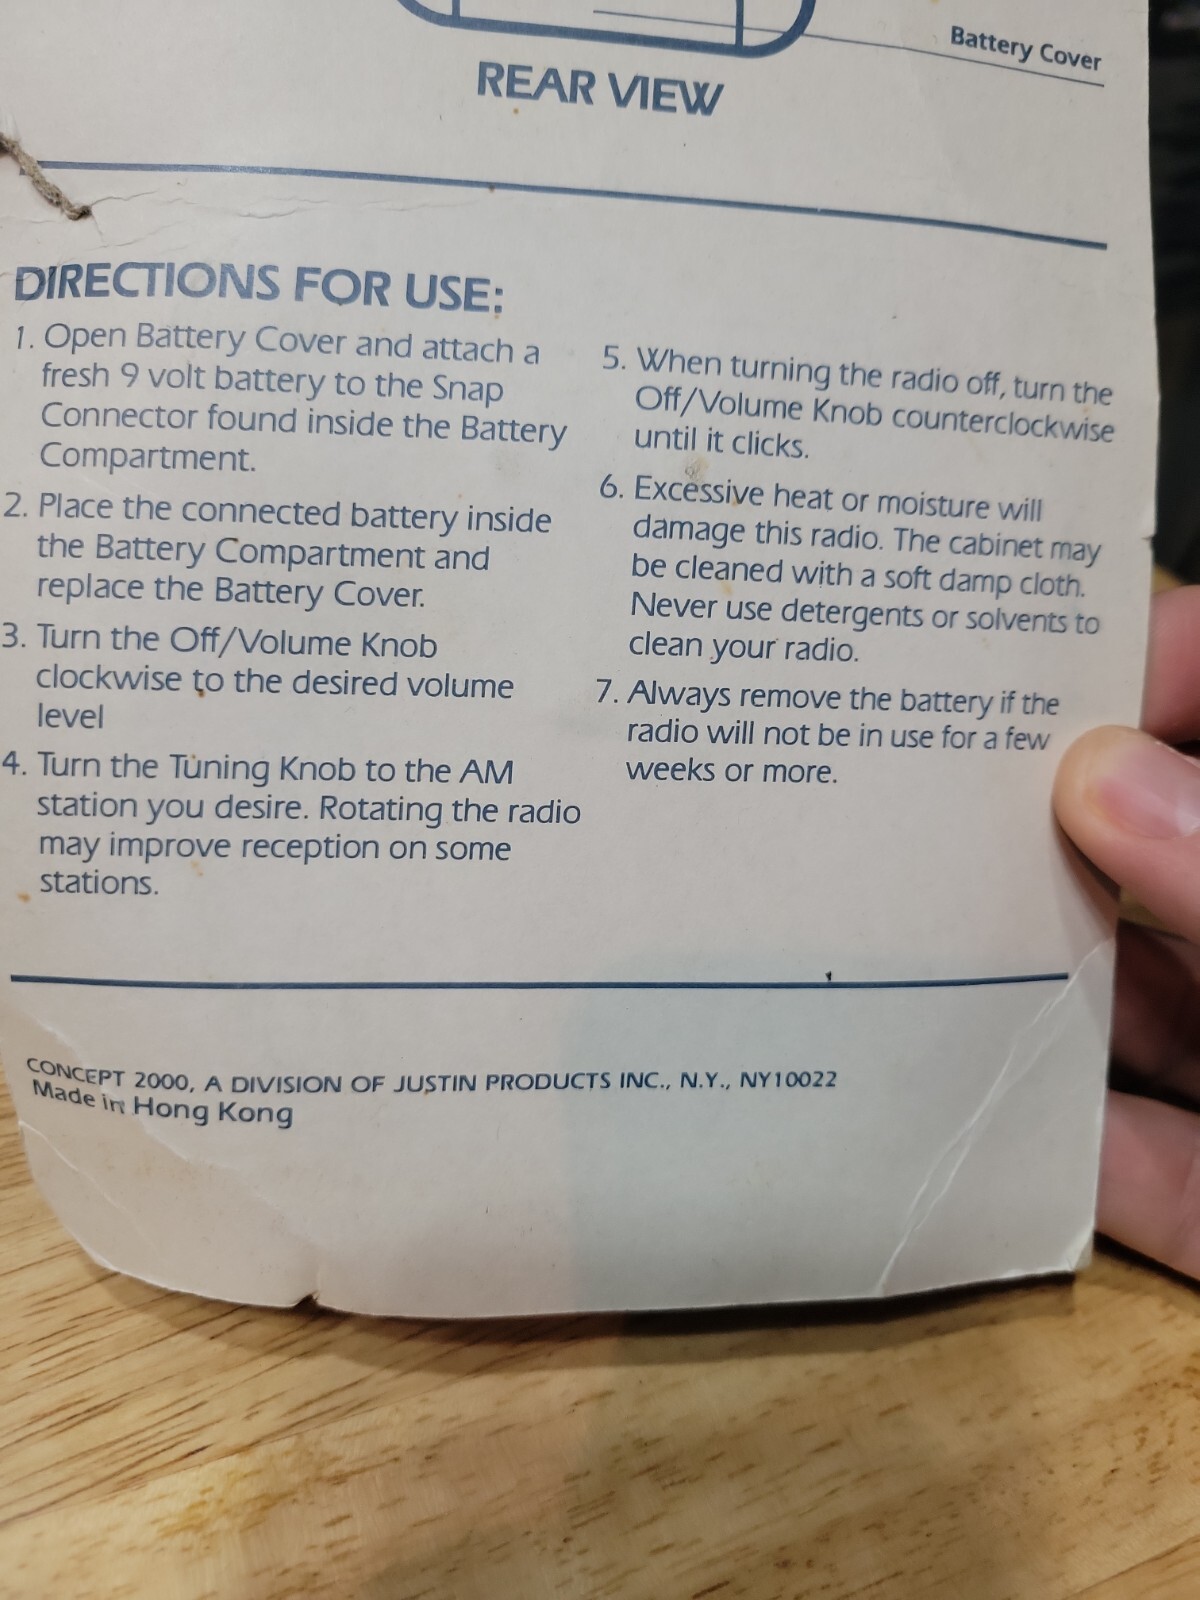 Battery Cover
REAR VIEW
DIRECTIONS FOR USE:
1. Open Battery Cover and attach a
fresh 9 volt battery to the Snap
Connector found inside the Battery
Compartment.
2. Place the connected battery inside
the Battery Compartment and
replace the Battery Cover.
3. Turn the Off/Volume Knob
clockwise to the desired volume
level
4. Turn the Tuning Knob to the AM
station you desire. Rotating the radio
may improve reception on some
stations.
5. When turning the radio off, turn the
Off/Volume Knob counterclockwise
until it clicks.
6. Excessive heat or moisture will
damage this radio. The cabinet may
be cleaned with a soft damp cloth.
Never use detergents or solvents to
clean your radio.
7. Always remove the battery if the
radio will not be in use for a few
weeks or more.
CONCEPT 2000, A DIVISION OF JUSTIN PRODUCTS INC., N.Y., NY10022
Made in Hong Kong